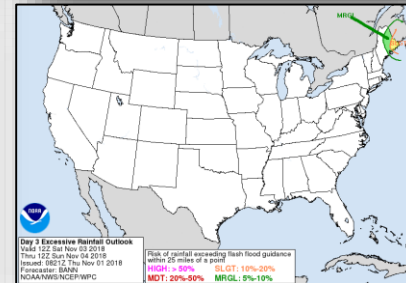 MRGL
NOAA
Day 3 Excessive Rainfall Outlook
Valid 12Z Sat Nov 03 2018
Thru 12Z Sun Nov 04 2018
Issued: 0821Z Thu Nov 01 2018
Forecaster: BANN
NOAA/NWS/NCEP/WPC
Risk of rainfall exceeding flash flood guidance
within 25 miles of a point
HIGH: > 50% SLGT: 10%-20%
MDT: 20%-50% MRGL: 5%-10%